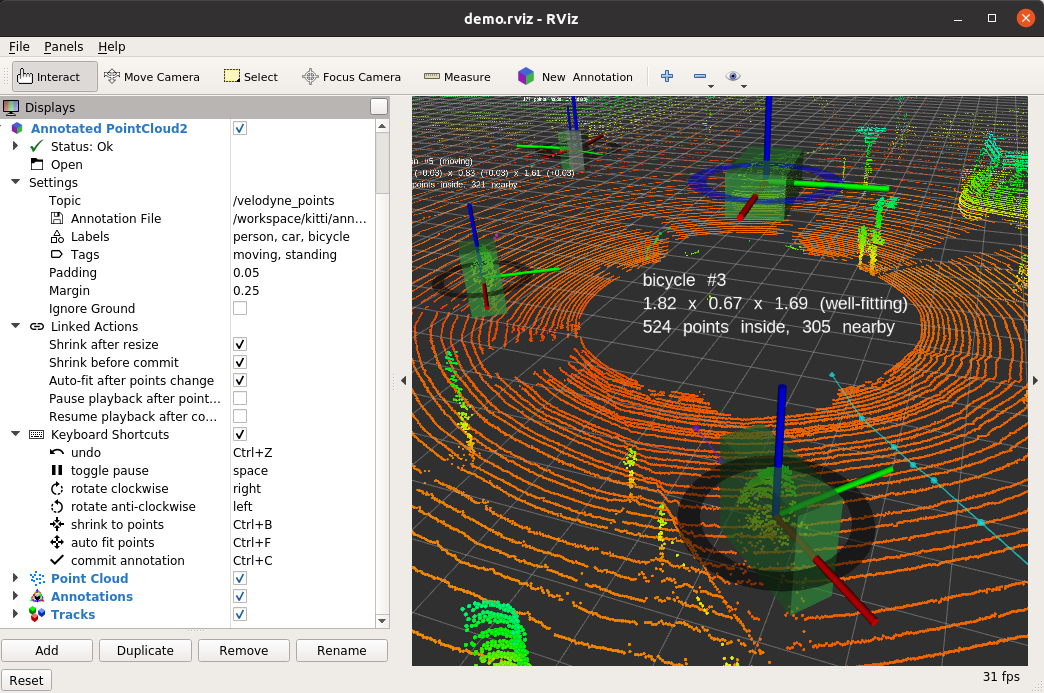 demo.rviz - RViz
File Panels Help
Interact Move Camera Select Focus Camera Measure New Annotation
Displays
Annotated PointCloud2
Status: Ok
Open
Settings
Topic /velodyne_points
Annotation File /workspace/kitti/ann...
Labels person, car, bicycle
Tags moving, standing
Padding 0.05
Margin 0.25
Ignore Ground
Linked Actions
Shrink after resize
Shrink before commit
Auto-fit after points change
Pause playback after point...
Resume playback after co...
Keyboard Shortcuts
undo Ctrl+Z
toggle pause space
rotate clockwise right
rotate anti-clockwise left
shrink to points Ctrl+B
auto fit points Ctrl+F
commit annotation Ctrl+C
Point Cloud
Annotations
Tracks
Add Duplicate Remove Rename
Reset
#5 (moving)
(+0.03) x 0.83 (+0.03) x 1.61 (+0.03)
points inside, 321 nearby
bicycle #3
1.82 x 0.67 x 1.69 (well-fitting)
524 points inside, 305 nearby
31 fps